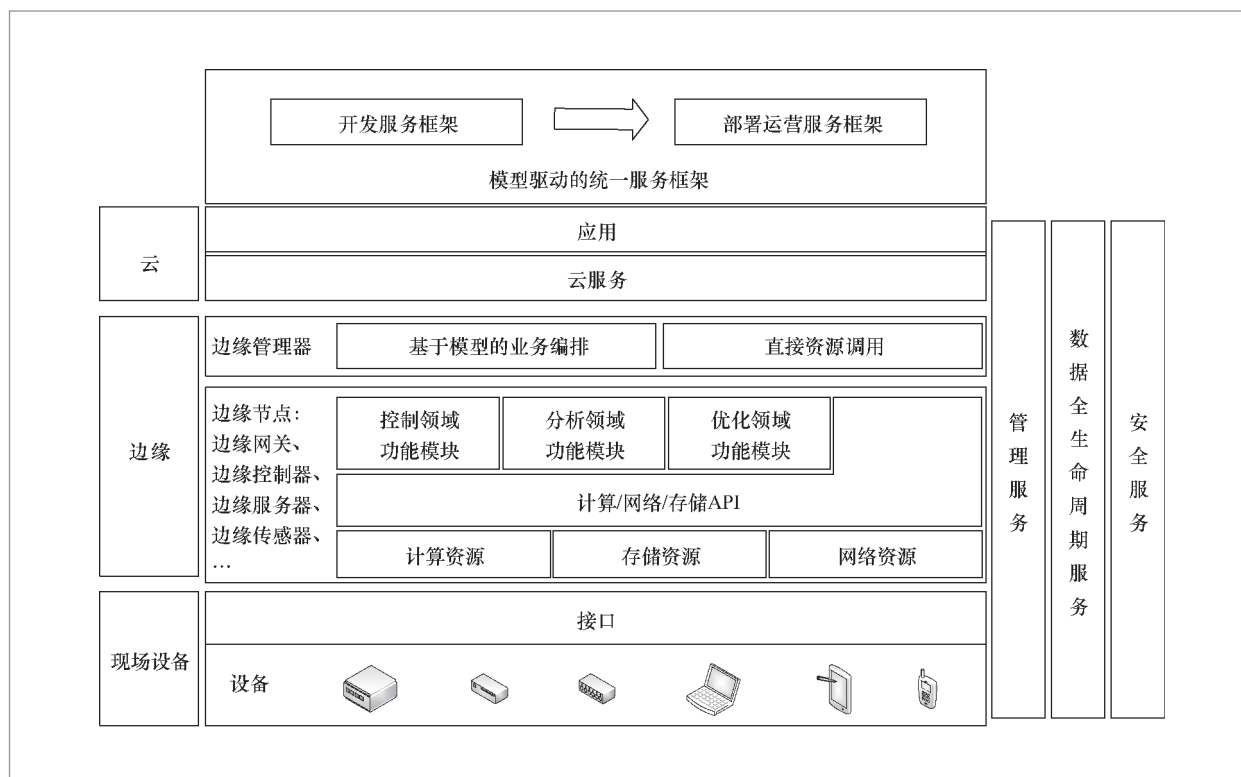 开发服务框架
部署运营服务框架
模型驱动的统一服务框架
云
应用
云服务
边缘
边缘管理器
基于模型的业务编排
直接资源调用
边缘节点:
边缘网关、
边缘控制器、
边缘服务器、
边缘传感器、
…
控制领域
功能模块
分析领域
功能模块
优化领域
功能模块
计算/网络/存储API
计算资源
存储资源
网络资源
现场设备
接口
设备
管理服务
数据全生命周期服务
安全服务